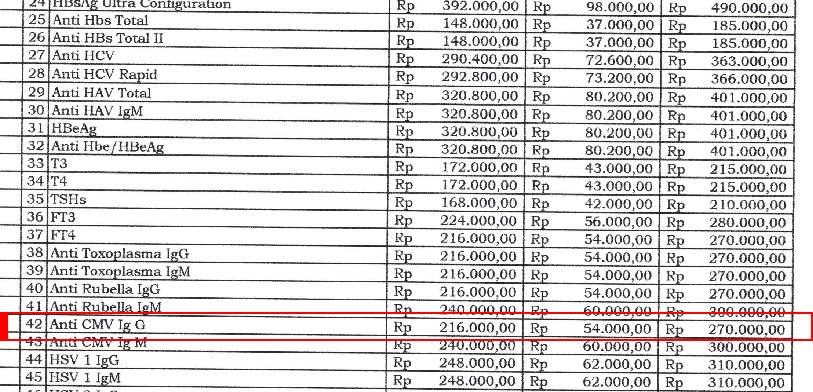 24 HBsAg Ultra Configuration Rp 392.000,00 Rp 98.000,00 Rp 490.000,00
25 Anti Hbs Total Rp 148.000,00 Rp 37.000,00 Rp 185.000,00
26 Anti HBs Total II Rp 148.000,00 Rp 37.000,00 Rp 185.000,00
27 Anti HCV Rp 290.400,00 Rp 72.600,00 Rp 363.000,00
28 Anti HCV Rapid Rp 292.800,00 Rp 73.200,00 Rp 366.000,00
29 Anti HAV Total Rp 320.800,00 Rp 80.200,00 Rp 401.000,00
30 Anti HAV IgM Rp 320.800,00 Rp 80.200,00 Rp 401.000,00
31 HBeAg Rp 320.800,00 Rp 80.200,00 Rp 401.000,00
32 Anti Hbe/HBeAg Rp 320.800,00 Rp 80.200,00 Rp 401.000,00
33 T3 Rp 172.000,00 Rp 43.000,00 Rp 215.000,00
34 T4 Rp 172.000,00 Rp 43.000,00 Rp 215.000,00
35 TSHs Rp 168.000,00 Rp 42.000,00 Rp 210.000,00
36 FT3 Rp 224.000,00 Rp 56.000,00 Rp 280.000,00
37 FT4 Rp 216.000,00 Rp 54.000,00 Rp 270.000,00
38 Anti Toxoplasma IgG Rp 216.000,00 Rp 54.000,00 Rp 270.000,00
39 Anti Toxoplasma IgM Rp 216.000,00 Rp 54.000,00 Rp 270.000,00
40 Anti Rubella IgG Rp 216.000,00 Rp 54.000,00 Rp 270.000,00
41 Anti Rubella IgM Rp 240.000,00 Rp 60.000,00 Rp 300.000,00
42 Anti CMV Ig G Rp 216.000,00 Rp 54.000,00 Rp 270.000,00
43 Anti CMV Ig M Rp 240.000,00 Rp 60.000,00 Rp 300.000,00
44 HSV 1 IgG Rp 248.000,00 Rp 62.000,00 Rp 310.000,00
45 HSV 1 IgM Rp 248.000,00 Rp 62.000,00 Rp 310.000,00